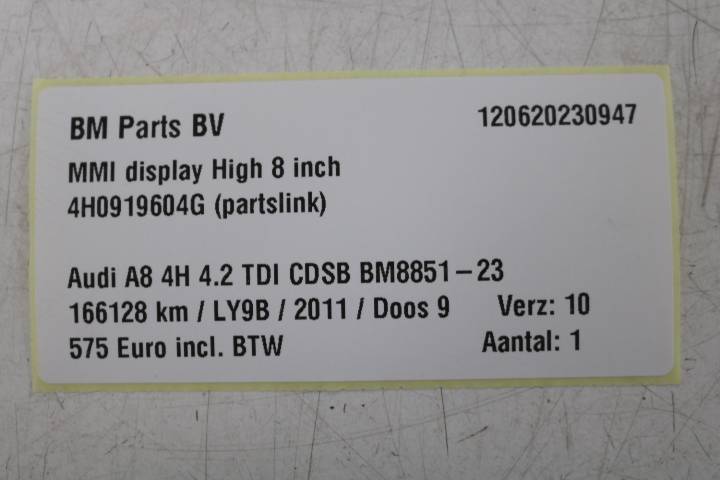 BM Parts BV 120620230947
MMI display High 8 inch
4H0919604G (partslink)
Audi A8 4H 4.2 TDI CDSB BM8851-23
166128 km / LY9B / 2011 / Doos 9 Verz: 10
575 Euro incl. BTW Aantal: 1